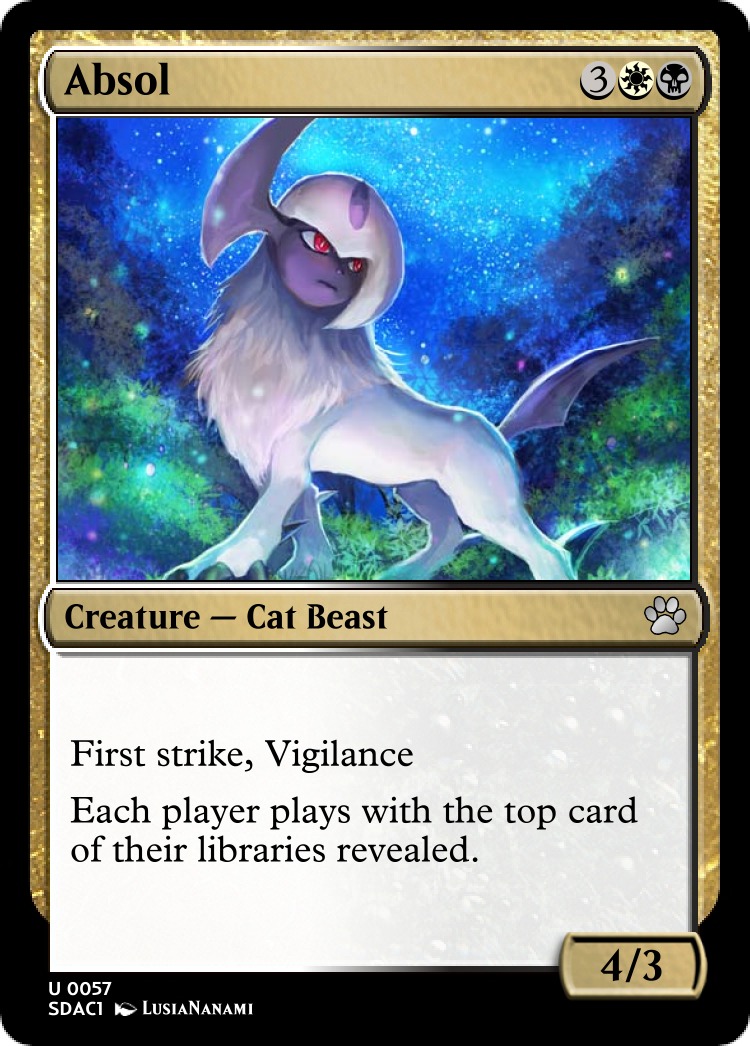 Absol 3
Creature — Cat Beast
First strike, Vigilance
Each player plays with the top card
of their libraries revealed.
4/3
U 0057
SDAC1 LusiaNanami